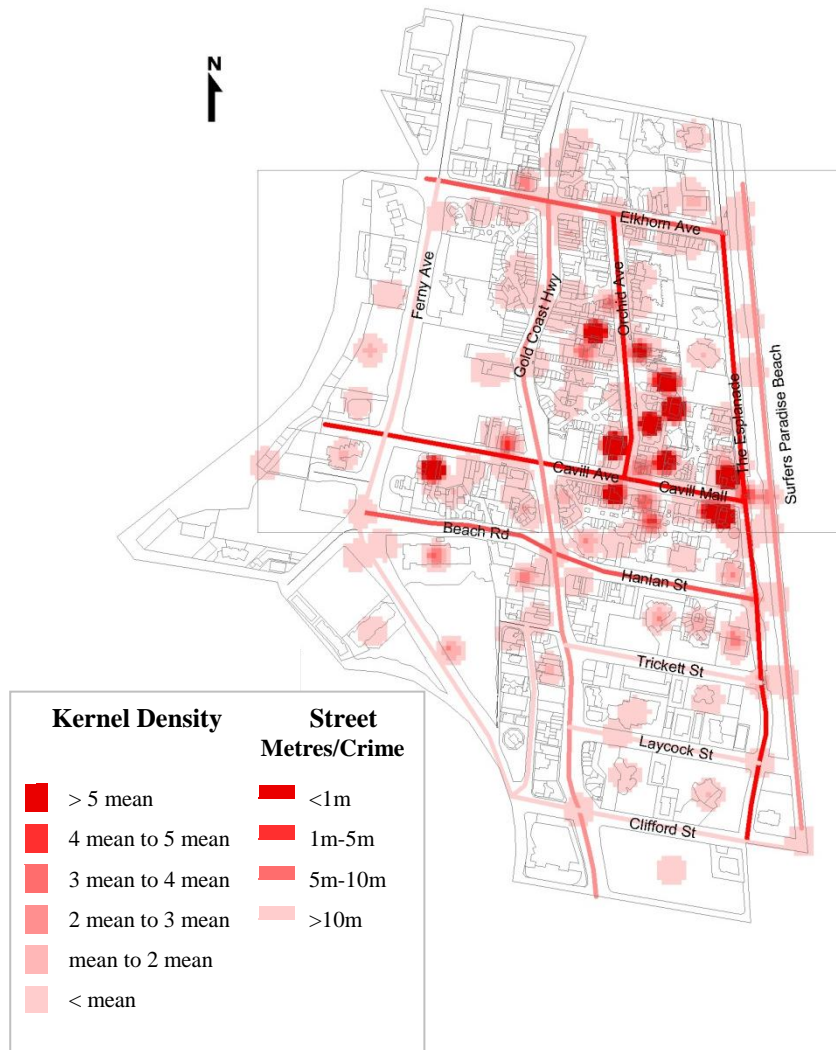 N
Elkhorn Ave
Ferny Ave
Gold Coast Hwy
Orchid Ave
The Esplanade
Surfers Paradise Beach
Cavill Ave
Cavill Mall
Beach Rd
Hanlan St
Trickett St
Laycock St
Clifford St
Kernel Density
> 5 mean
4 mean to 5 mean
3 mean to 4 mean
2 mean to 3 mean
mean to 2 mean
< mean
Street
Metres/Crime
<1m
1m-5m
5m-10m
>10m